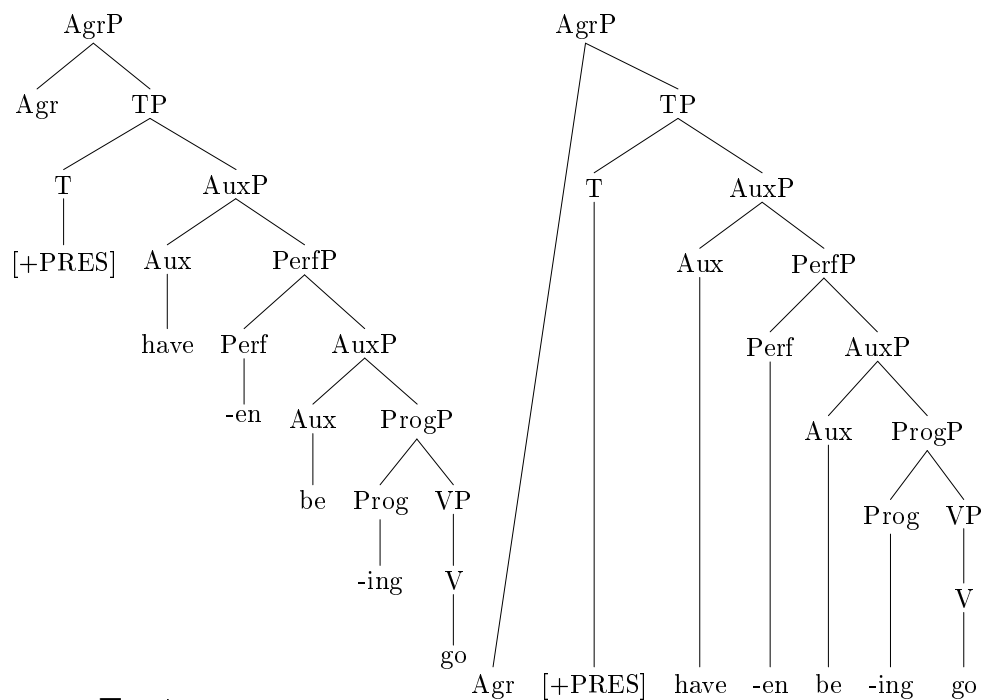 AgrP AgrP
Agr TP TP
T AuxP T AuxP
[+PRES] Aux PerfP Aux PerfP
have Perf AuxP Perf AuxP
-en Aux ProgP Aux ProgP
be Prog VP Prog VP
-ing V V
go
Agr [+PRES] have -en be -ing go